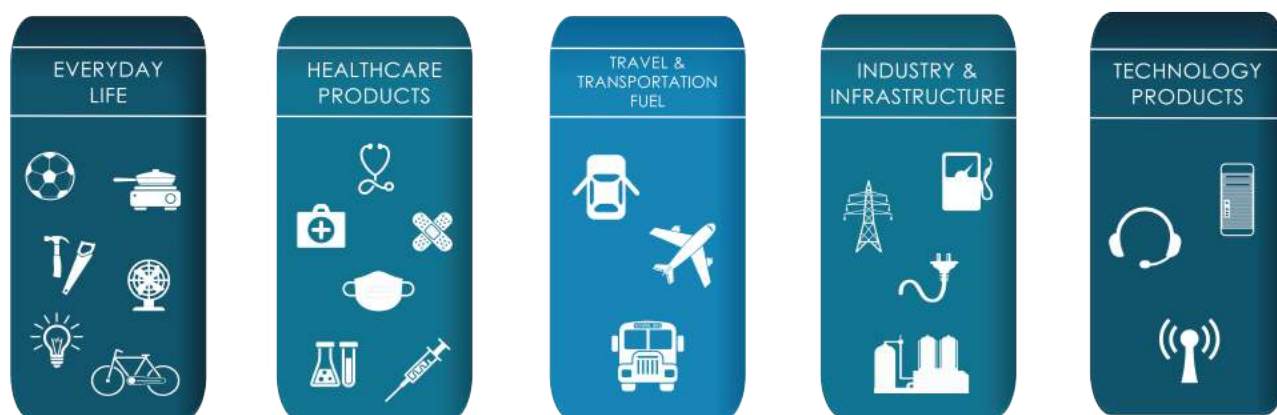 EVERYDAY
LIFE
HEALTHCARE
PRODUCTS
TRAVEL &
TRANSPORTATION
FUEL
INDUSTRY &
INFRASTRUCTURE
TECHNOLOGY
PRODUCTS